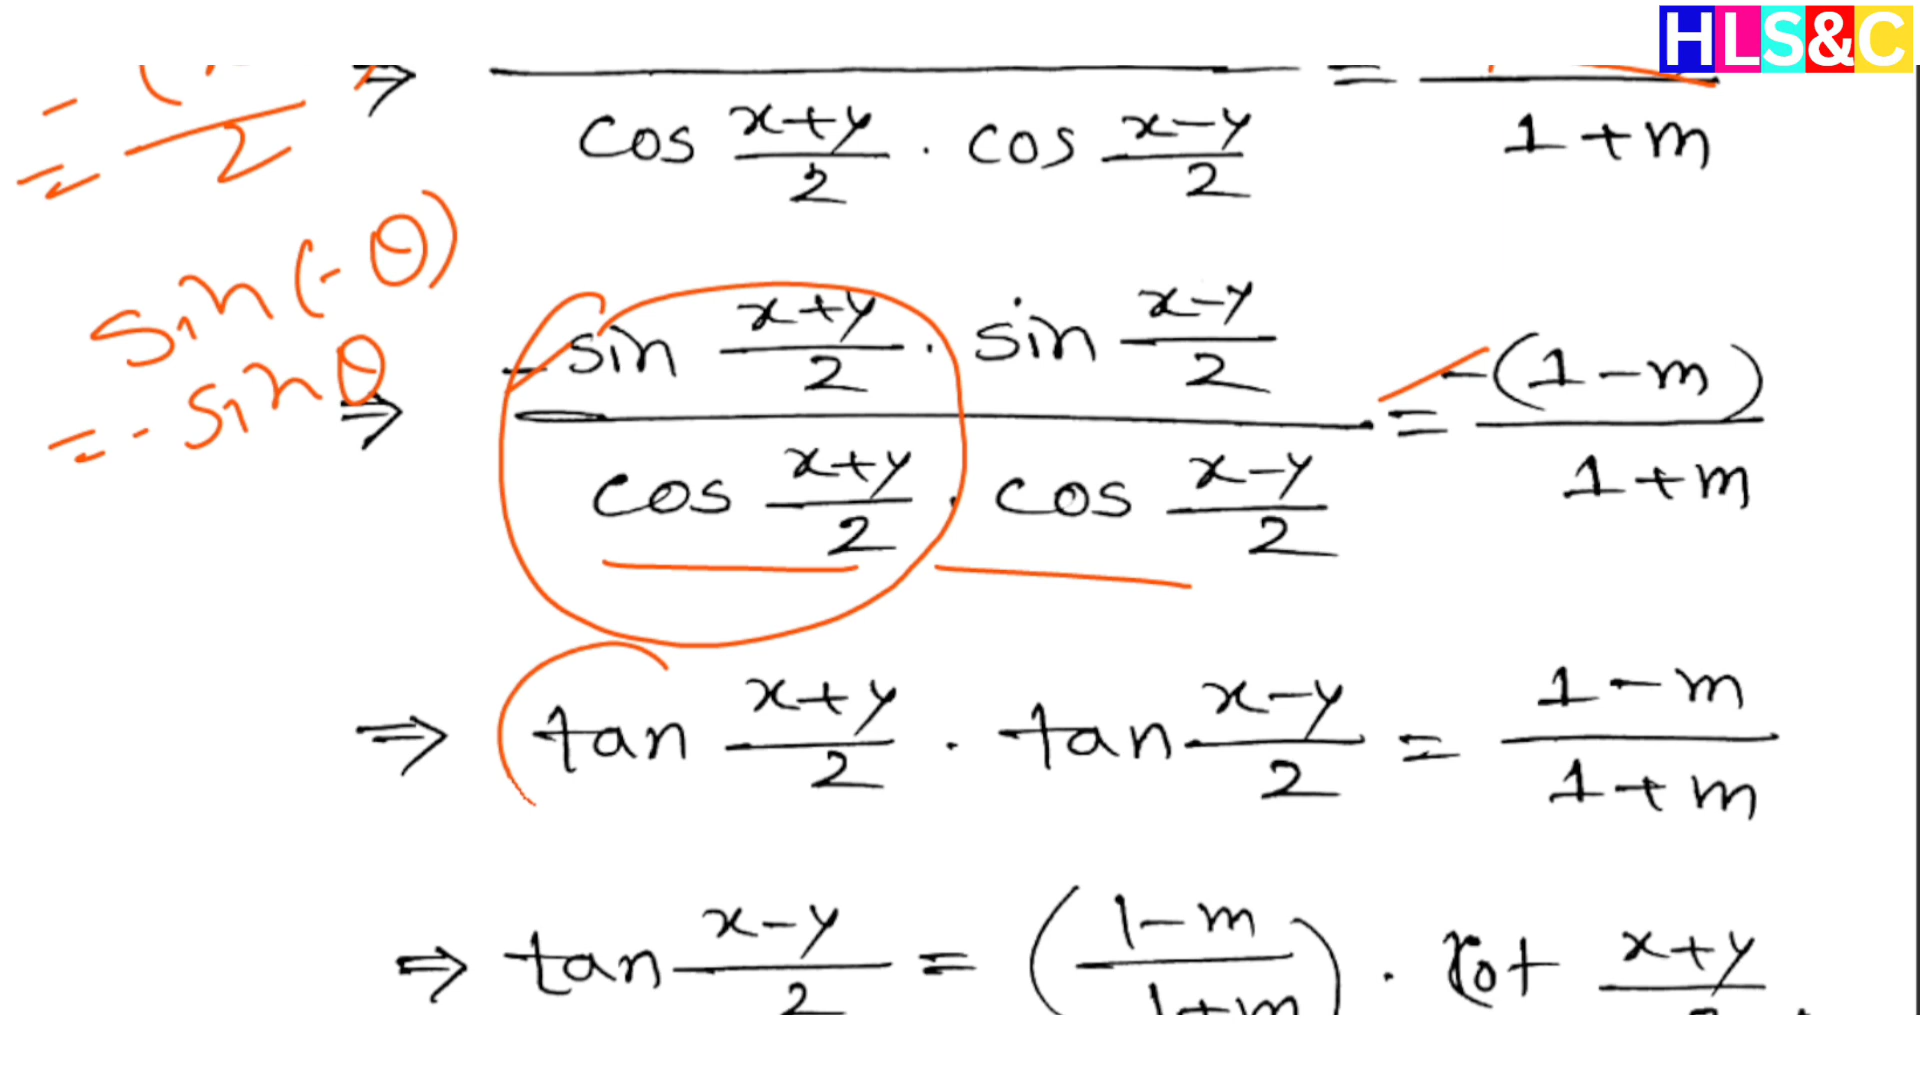 HLS&C
= ( / 2 ⇒ / cos x+y/2 . cos x-y/2 = / 1+m
sin(-θ)
= - sinθ
⇒ -sin x+y/2 . sin x-y/2 / cos x+y/2 . cos x-y/2 = -(1-m)/1+m
⇒ tan x+y/2 . tan x-y/2 = 1-m/1+m
⇒ tan x-y/2 = (1-m/1+m) . cot x+y/